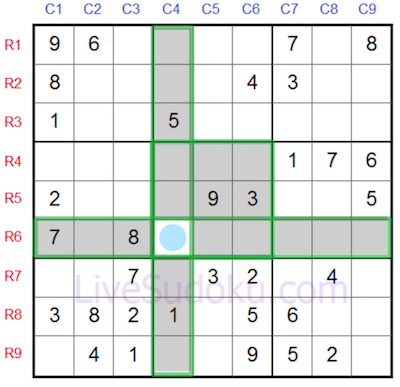 C1 C2 C3 C4 C5 C6 C7 C8 C9
R1 9 6 7 8
R2 8 4 3
R3 1 5
R4 1 7 6
R5 2 9 3 5
R6 7 8
R7 7 3 2 4
LiveSudoku.com
R8 3 8 2 1 5 6
R9 4 1 9 5 2